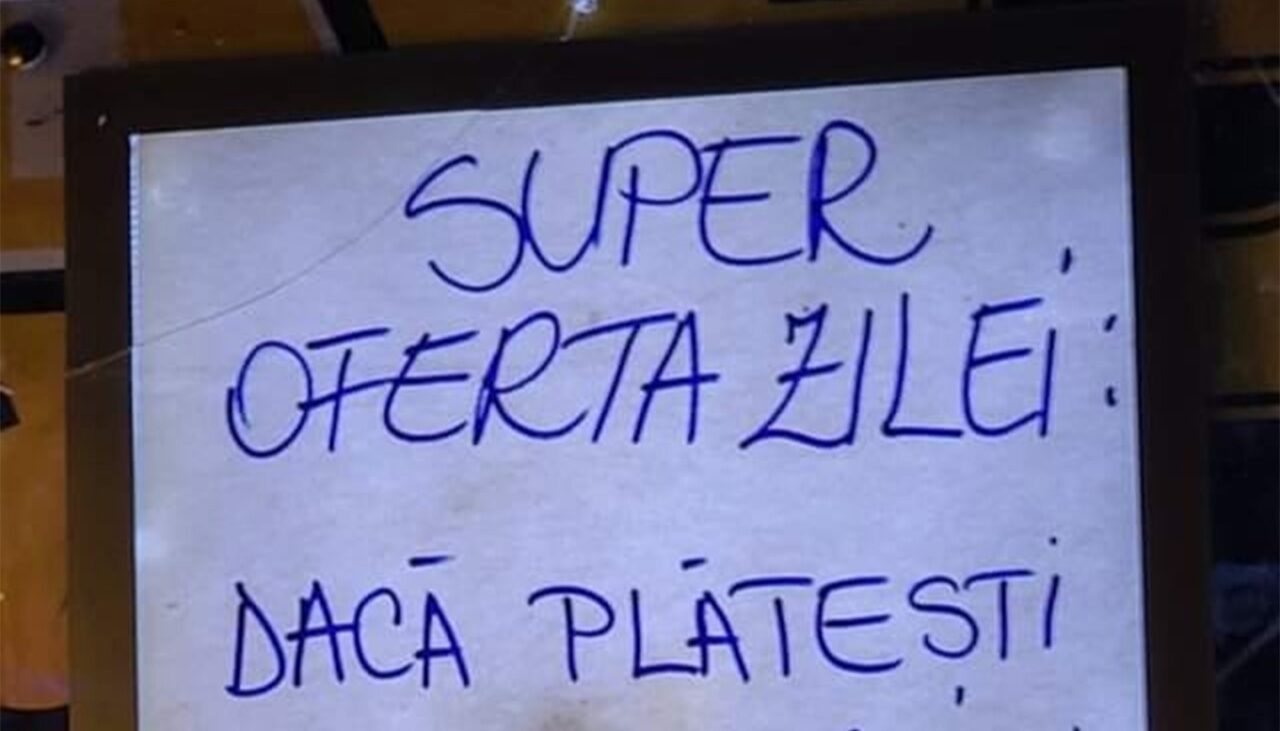 SUPER
OFERTA ZILEI:
DACĂ PLĂTEȘTI